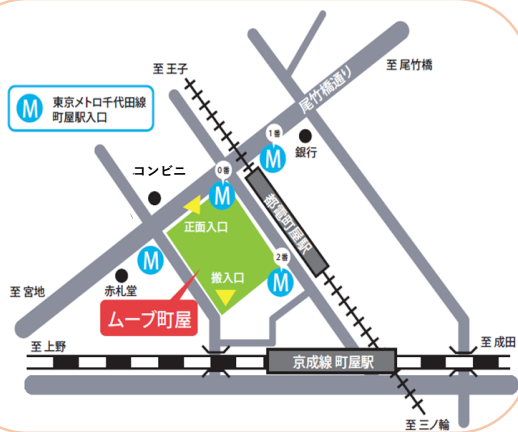 至 王子
尾竹橋通り
至 尾竹橋
M
東京メトロ千代田線
町屋駅入口
1番
M
銀行
コンビニ
0番
M
都電町屋駅
正面入口
2番
M
搬入口
M
至 宮地
赤札堂
ムーブ町屋
至 上野
京成線 町屋駅
至 成田
至 三ノ輪